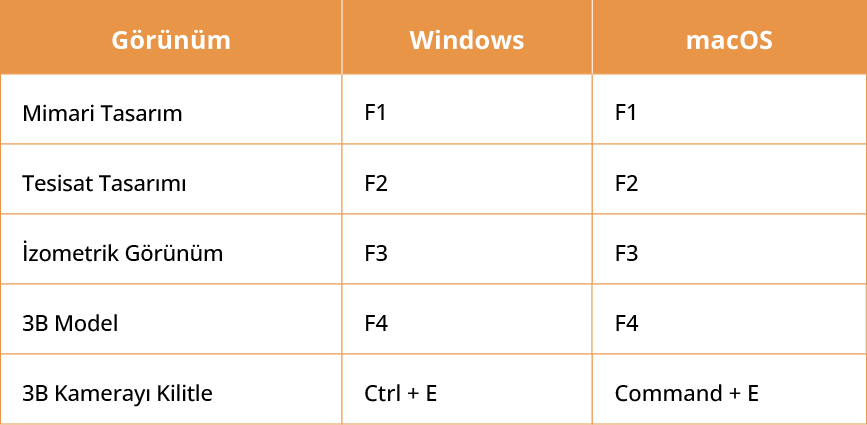 Görünüm Windows macOS
Mimari Tasarım F1 F1
Tesisat Tasarımı F2 F2
İzometrik Görünüm F3 F3
3B Model F4 F4
3B Kamerayı Kilitle Ctrl + E Command + E